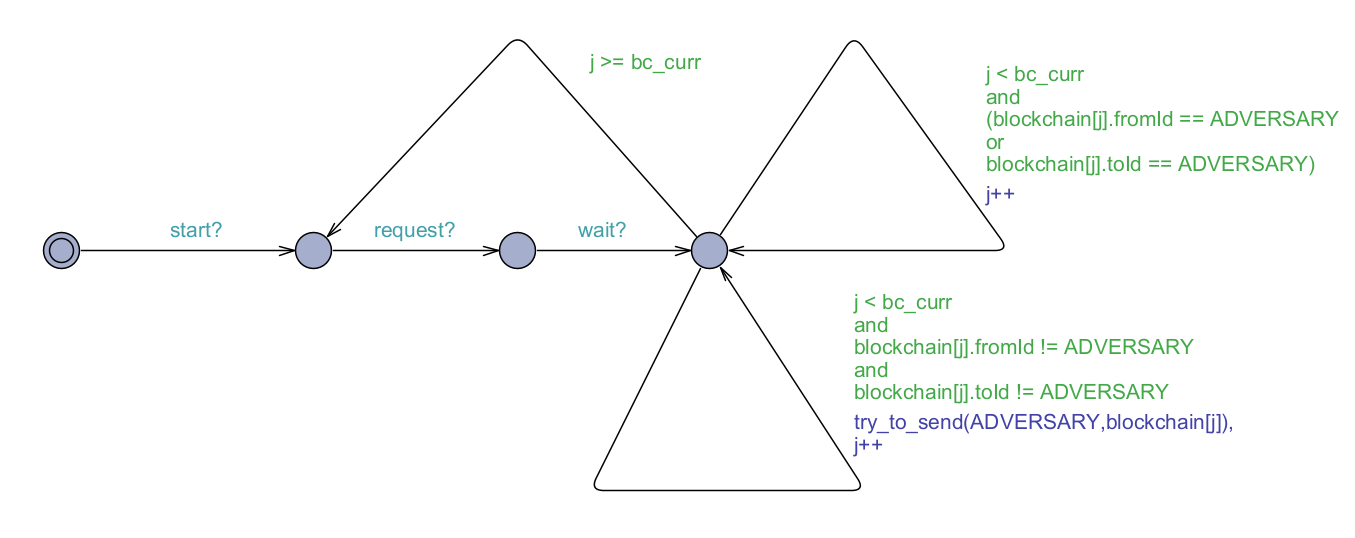 j >= bc_curr
j < bc_curr
and
(blockchain[j].fromId == ADVERSARY
or
blockchain[j].toId == ADVERSARY)
j++
start?
request?
wait?
j < bc_curr
and
blockchain[j].fromId != ADVERSARY
and
blockchain[j].toId != ADVERSARY
try_to_send(ADVERSARY,blockchain[j]),
j++